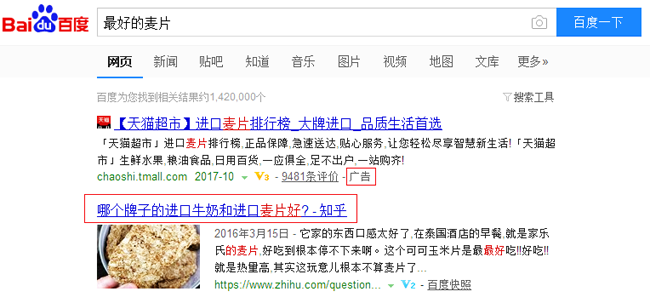 Bai du 百度 最好的麦片 百度一下
网页 新闻 贴吧 知道 音乐 图片 视频 地图 文库 更多»
百度为您找到相关结果约1,420,000个 搜索工具
天猫 【天猫超市】进口麦片排行榜_大牌进口_品质生活首选
「天猫超市」进口麦片排行榜,正品保障,急速送达,贴心服务,让您轻松尽享智慧新生活!「天猫超
市」生鲜水果,粮油食品,日用百货,一应俱全,足不出户,一站购齐!
chaoshi.tmall.com 2017-10 V3 - 9481条评价 - 广告
哪个牌子的进口牛奶和进口麦片好? - 知乎
2016年3月15日 - 它家的东西口感太好了,在泰国酒店的早餐,就是家乐
氏的麦片,好吃到根本停不下来啊。这个可可玉米片是最最好吃!!好吃!!
就是热里高,其实这玩意儿根本不算麦片了...
https://www.zhihu.com/question... V2 - 百度快照